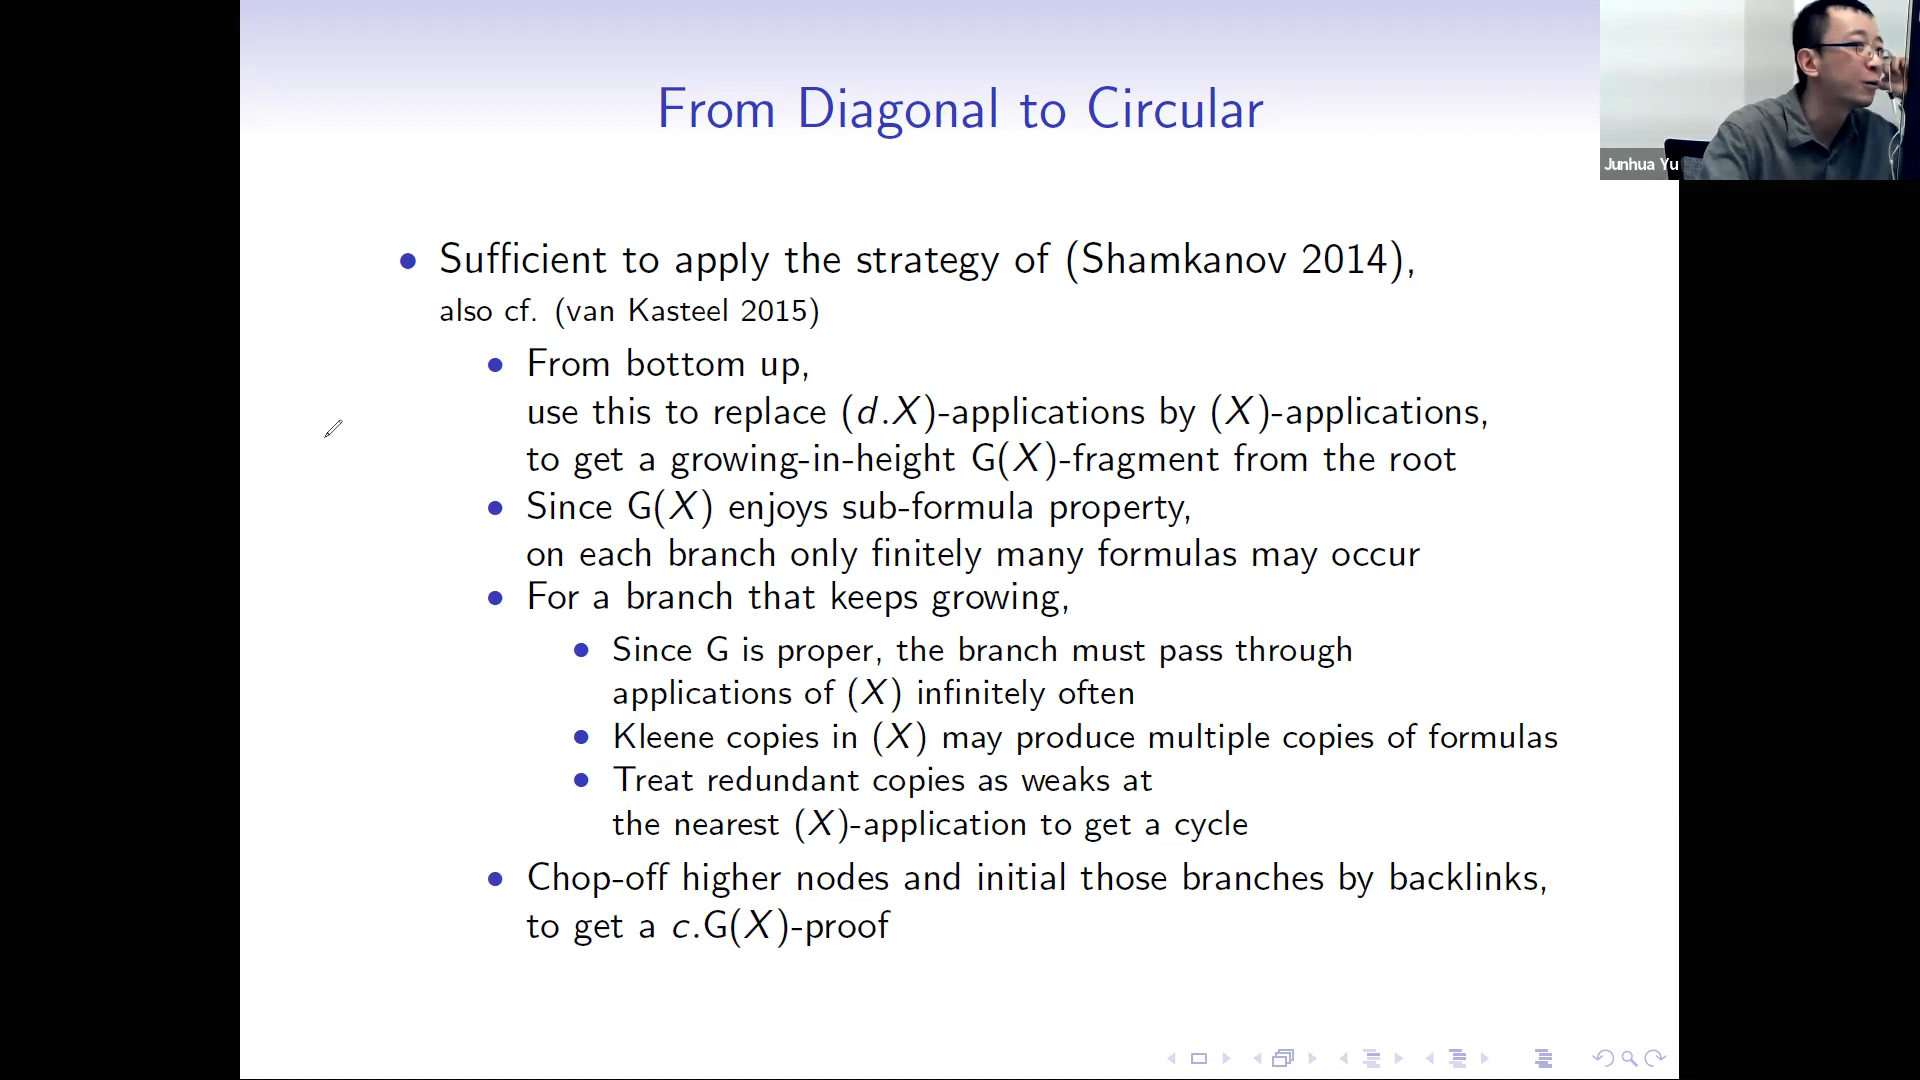 From Diagonal to Circular
Junhua Yu
• Sufficient to apply the strategy of (Shamkanov 2014),
also cf. (van Kasteel 2015)
• From bottom up,
use this to replace (d.X)-applications by (X)-applications,
to get a growing-in-height G(X)-fragment from the root
• Since G(X) enjoys sub-formula property,
on each branch only finitely many formulas may occur
• For a branch that keeps growing,
• Since G is proper, the branch must pass through
applications of (X) infinitely often
• Kleene copies in (X) may produce multiple copies of formulas
• Treat redundant copies as weaks at
the nearest (X)-application to get a cycle
• Chop-off higher nodes and initial those branches by backlinks,
to get a c.G(X)-proof